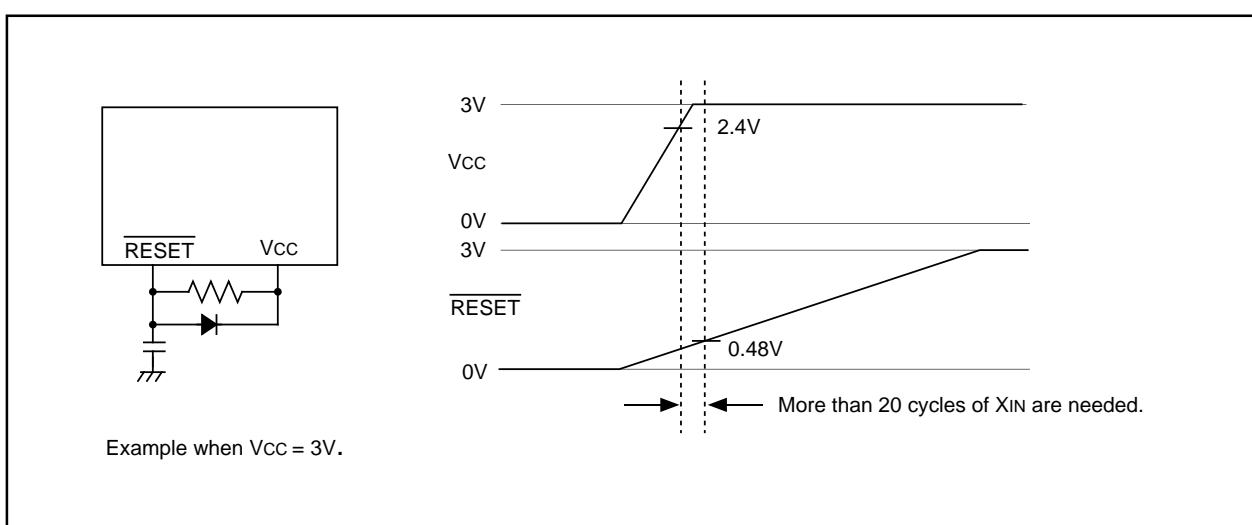 RESET
VCC
Example when VCC = 3V.
3V
2.4V
VCC
0V
3V
RESET
0.48V
0V
More than 20 cycles of XIN are needed.